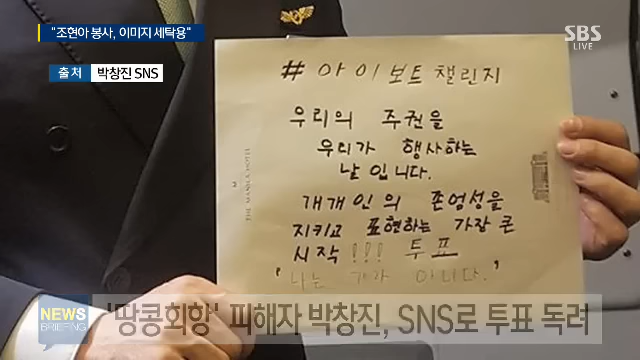 "조현아 봉사, 이미지 세탁용"
SBS
LIVE
출처 박창진 SNS
# 아이보트챌린지
우리의 주권을
우리가 행사하는
날입니다.
개개인의 존엄성을
지키고 표현하는 가장 큰
시작!!! 투표
'나는 개가 아니다.'
THE MANILA HOTEL
NEWS
BRIEFING
'땅콩회항' 피해자 박창진, SNS로 투표 독려